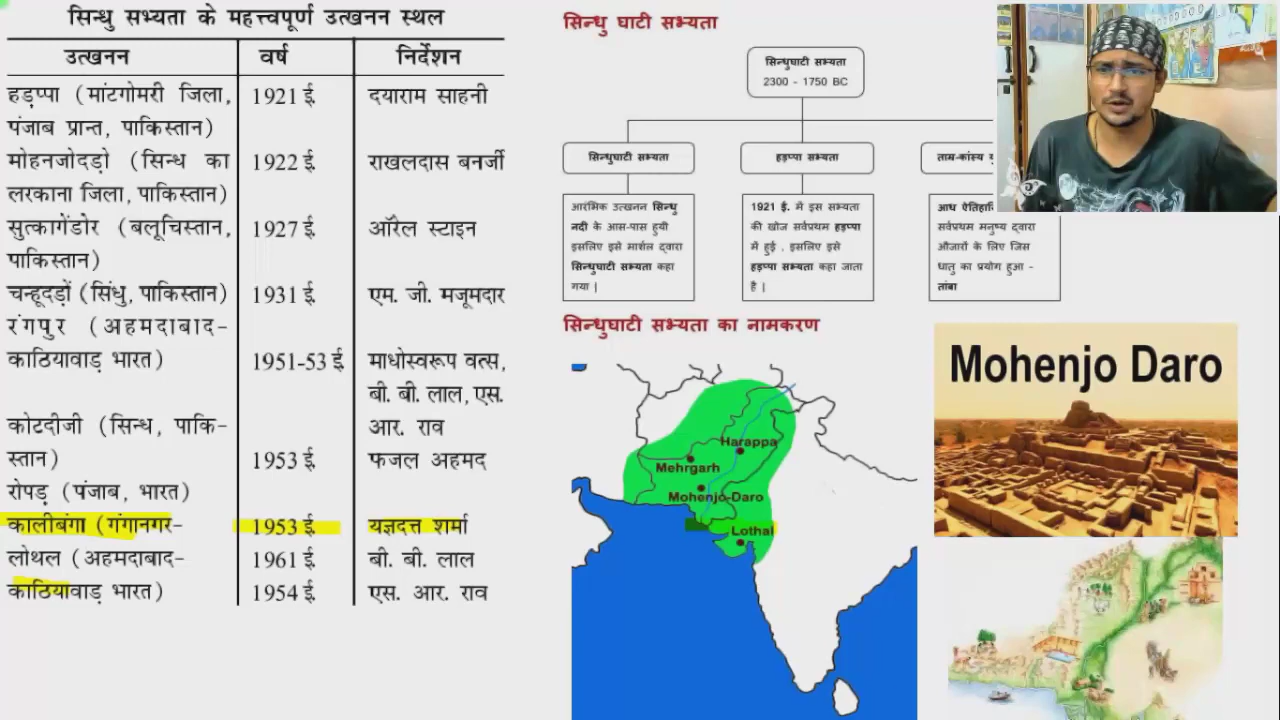 सिन्धु सभ्यता के महत्त्वपूर्ण उत्खनन स्थल
उत्खनन वर्ष निर्देशन
हड़प्पा (मांटगोमरी जिला, 1921 ई. दयाराम साहनी
पंजाब प्रान्त, पाकिस्तान)
मोहनजोदड़ो (सिन्ध का 1922 ई. राखलदास बनर्जी
लरकाना जिला, पाकिस्तान)
सुत्कागेंडोर (बलूचिस्तान, 1927 ई. ऑरेल स्टाइन
पाकिस्तान)
चन्हूदड़ों (सिंधु, पाकिस्तान) 1931 ई. एम. जी. मजूमदार
रंगपुर (अहमदाबाद-
काठियावाड़ भारत) 1951-53 ई. माधोस्वरूप वत्स,
बी. बी. लाल, एस.
कोटदीजी (सिन्ध, पाकि- आर. राव
स्तान) 1953 ई. फजल अहमद
रोपड़ (पंजाब, भारत)
कालीबंगा (गंगानगर- 1953 ई. यज्ञदत्त शर्मा
लोथल (अहमदाबाद- 1961 ई. बी. बी. लाल
काठियावाड़ भारत) 1954 ई. एस. आर. राव
सिन्धु घाटी सभ्यता
सिन्धुघाटी सभ्यता
2300 - 1750 BC
सिन्धुघाटी सभ्यता
आरंभिक उत्खनन सिन्धु
नदी के आस-पास हुयी
इसलिए इसे मार्शल द्वारा
सिन्धुघाटी सभ्यता कहा
गया |
हड़प्पा सभ्यता
1921 ई. में इस सभ्यता
की खोज सर्वप्रथम हड़प्पा
में हुई , इसलिए इसे
हड़प्पा सभ्यता कहा जाता
है |
ताम्र-कांस्य
आध
सर्वप्रथम मनुष्य द्वारा
औजारों के लिए जिस
धातु का प्रयोग हुआ -
तांबा
सिन्धुघाटी सभ्यता का नामकरण
Harappa
Mehrgarh
Mohenjo-Daro
Lothal
Mohenjo Daro